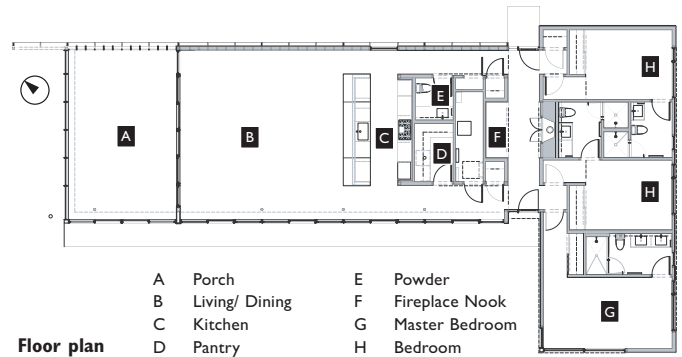 H
A
B
C
E
D
F
H
G
A Porch
B Living/ Dining
C Kitchen
D Pantry
E Powder
F Fireplace Nook
G Master Bedroom
H Bedroom
Floor plan